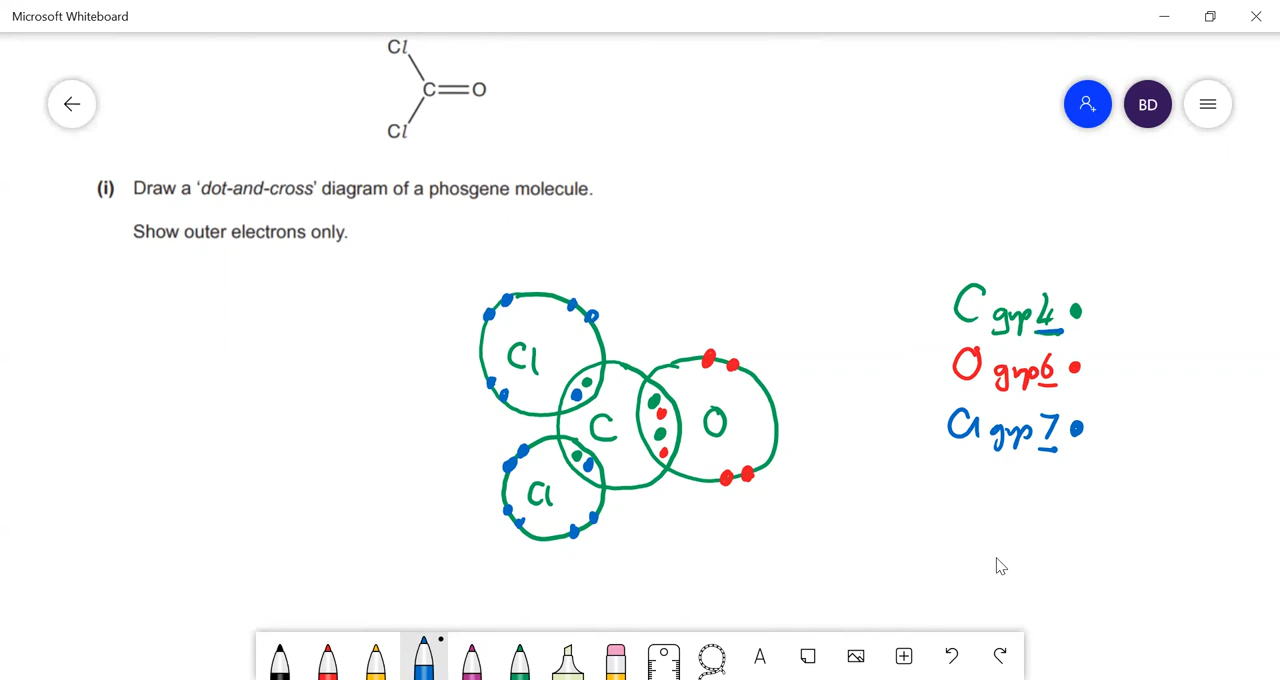 Microsoft Whiteboard
Cl
C=O
Cl
BD
(i) Draw a ‘dot-and-cross’ diagram of a phosgene molecule.
Show outer electrons only.
Cl
C
O
Cl
C grp 4
O grp 6
Cl grp 7
A